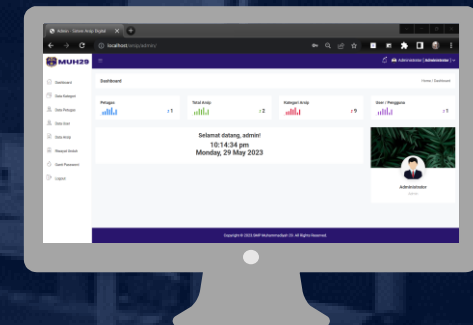 Admin - Sistem Arsip Digital
localhost/arsip/admin/
MUH29
Administrator [Administrator]
Dashboard
Data Kategori
Data Petugas
Data User
Data Arsip
Riwayat Unduh
Ganti Password
Logout
Dashboard
Home / Dashboard
Petugas
1
Total Arsip
2
Kategori Arsip
9
User / Pengguna
1
Selamat datang, admin!
10:14:34 pm
Monday, 29 May 2023
Administrator
Copyright © 2023 SMP Muhammadiyah 29. All Rights Reserved.